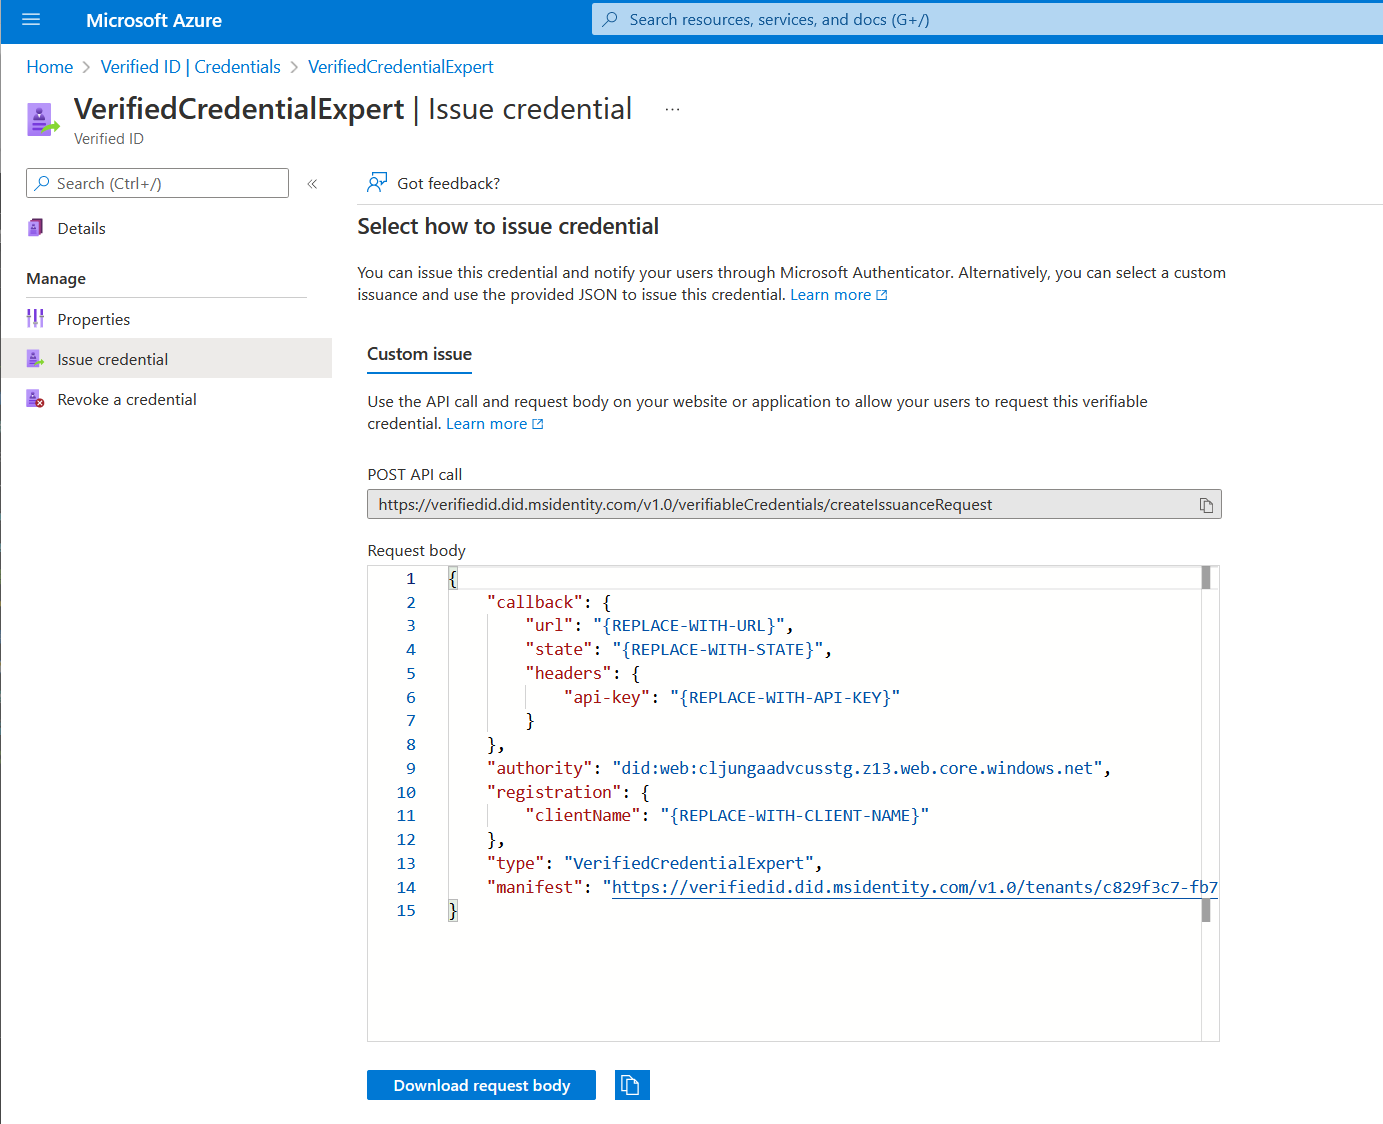 Microsoft Azure
Search resources, services, and docs (G+/)
Home > Verified ID | Credentials > VerifiedCredentialExpert
VerifiedCredentialExpert | Issue credential ...
Verified ID
Search (Ctrl+/)
«
Details
Manage
Properties
Issue credential
Revoke a credential
Got feedback?
Select how to issue credential
You can issue this credential and notify your users through Microsoft Authenticator. Alternatively, you can select a custom
issuance and use the provided JSON to issue this credential. Learn more
Custom issue
Use the API call and request body on your website or application to allow your users to request this verifiable
credential. Learn more
POST API call
https://verifiedid.did.msidentity.com/v1.0/verifiableCredentials/createIssuanceRequest
Request body
1 {
2 "callback": {
3 "url": "{REPLACE-WITH-URL}",
4 "state": "{REPLACE-WITH-STATE}",
5 "headers": {
6 "api-key": "{REPLACE-WITH-API-KEY}"
7 }
8 },
9 "authority": "did:web:cljungaadvcusstg.z13.web.core.windows.net",
10 "registration": {
11 "clientName": "{REPLACE-WITH-CLIENT-NAME}"
12 },
13 "type": "VerifiedCredentialExpert",
14 "manifest": "https://verifiedid.did.msidentity.com/v1.0/tenants/c829f3c7-fb7
15 }
Download request body